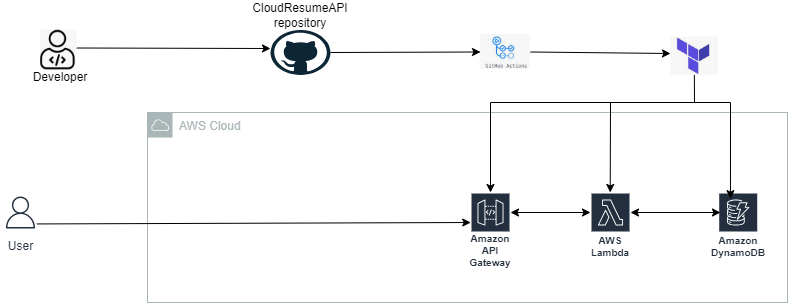 CloudResumeAPI
repository
Developer
GitHub Actions
AWS Cloud
User
Amazon
API
Gateway
AWS
Lambda
Amazon
DynamoDB